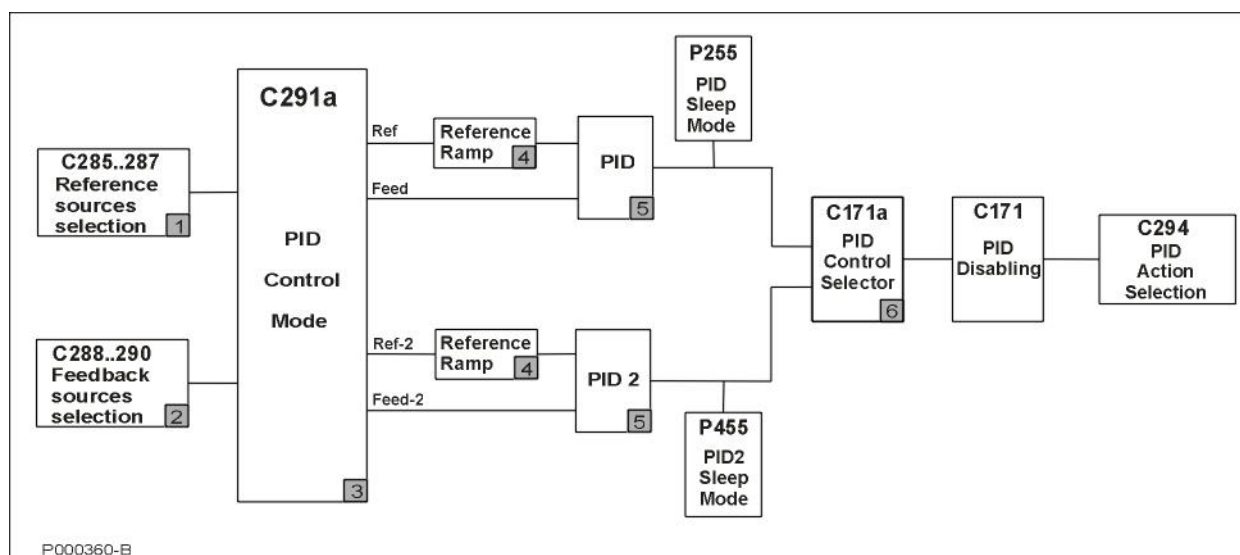 C285..287
Reference
sources
selection
1
C288..290
Feedback
sources
selection
2
C291a
PID
Control
Mode
3
Ref
Reference
Ramp
4
Feed
PID
5
Ref-2
Reference
Ramp
4
Feed-2
PID 2
5
P255
PID
Sleep
Mode
P455
PID2
Sleep
Mode
C171a
PID
Control
Selector
6
C171
PID
Disabling
C294
PID
Action
Selection
P000360-B